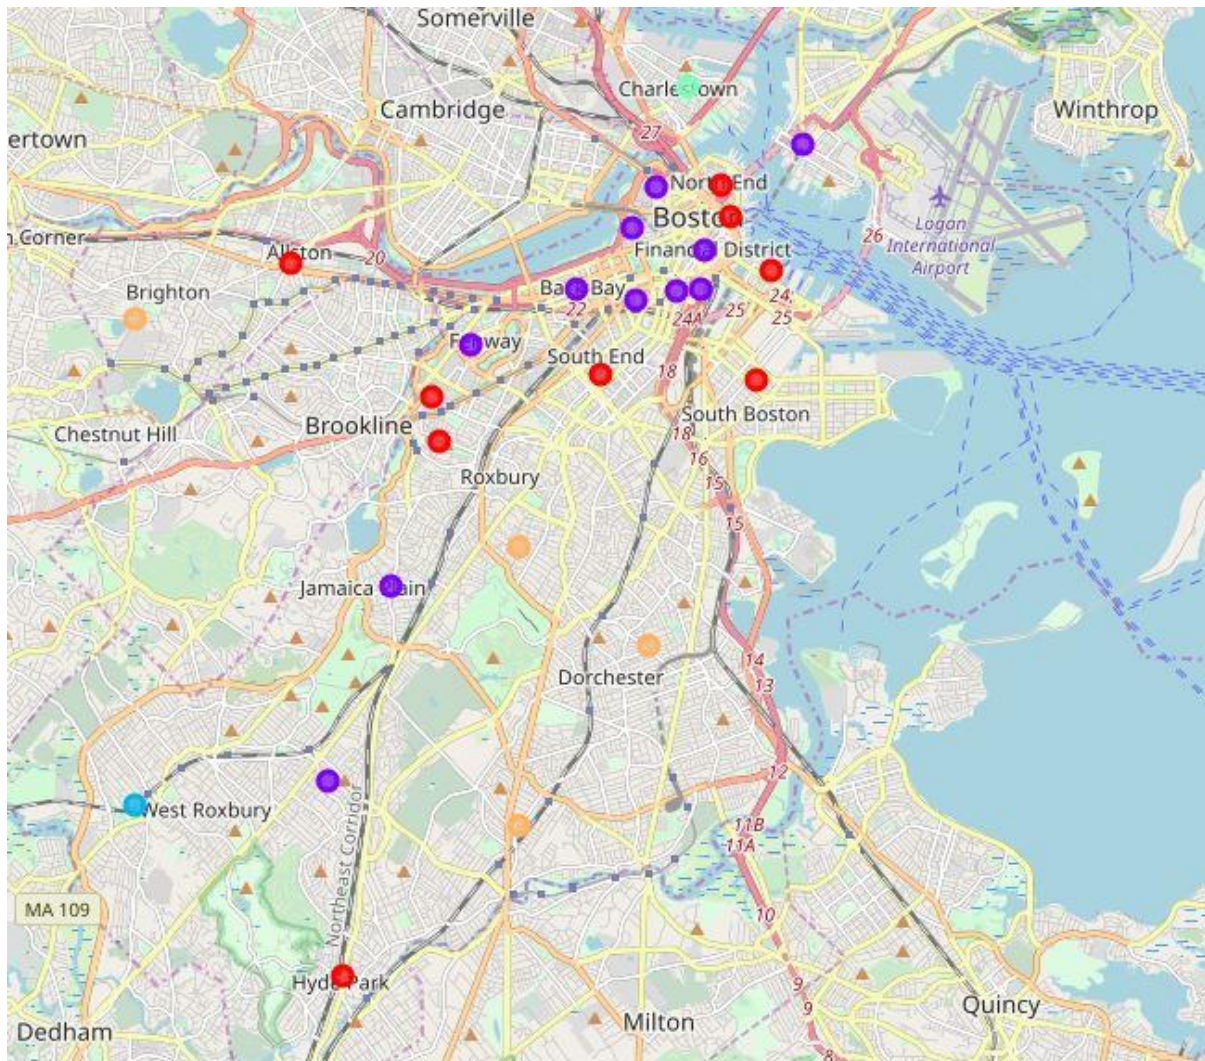 Somerville
Charlestown
Cambridge
Winthrop
ertown
27
North End
Boston
Logan
International
Airport
n Corner
26
Allston
20
Financial District
Brighton
Back Bay
22
24
25
24A
25
Fenway
South End
18
South Boston
Brookline
Chestnut Hill
18
16
Roxbury
15
15
Jamaica Plain
14
Dorchester
13
12
West Roxbury
Northeast Corridor
11B
11A
MA 109
10
Hyde Park
9
9
Quincy
Milton
Dedham
8